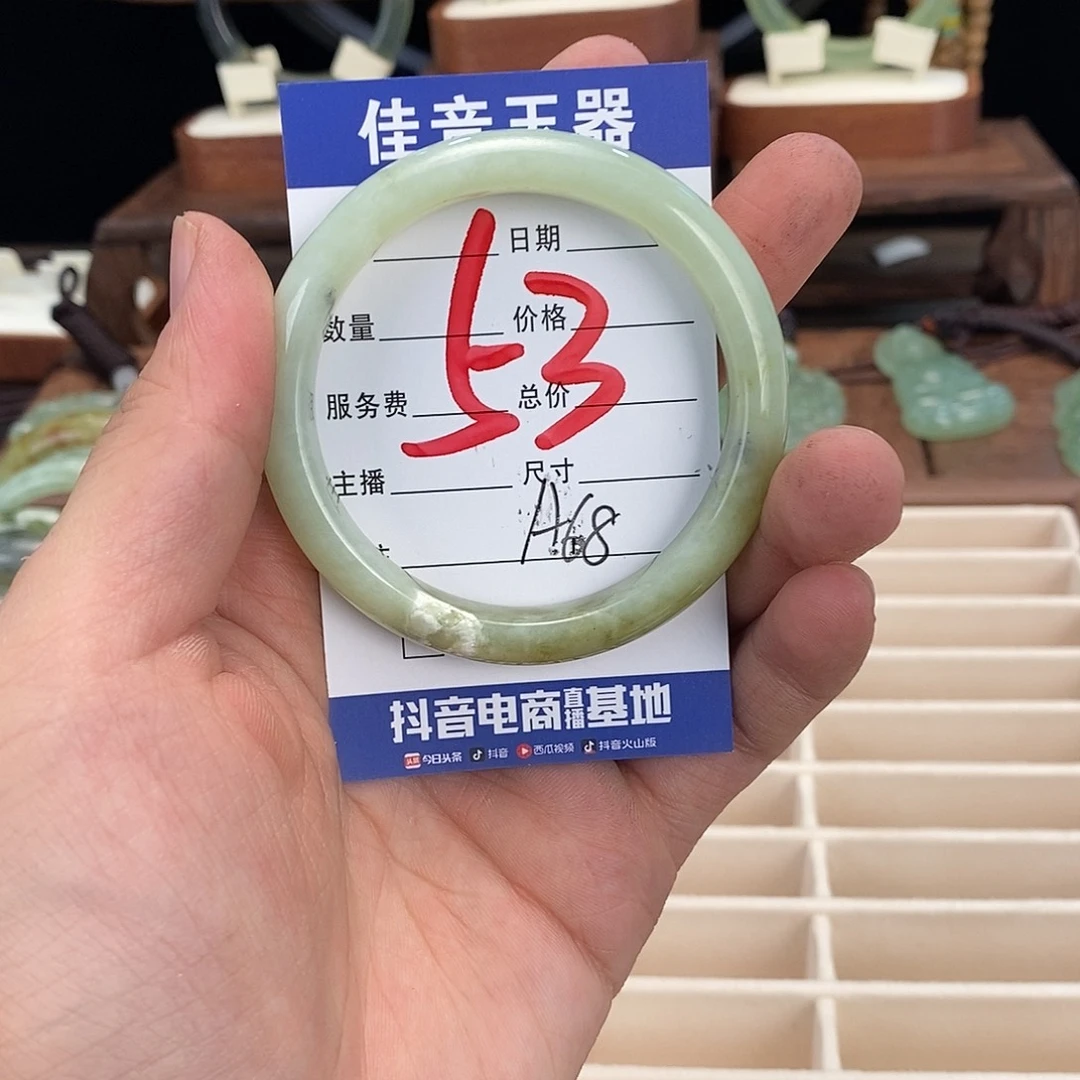 佳音玉器
日期
数量 价格
服务费 总价
53
主播 尺寸
A68
抖音电商直播基地
头条 今日头条 抖音 西瓜视频 抖音火山版